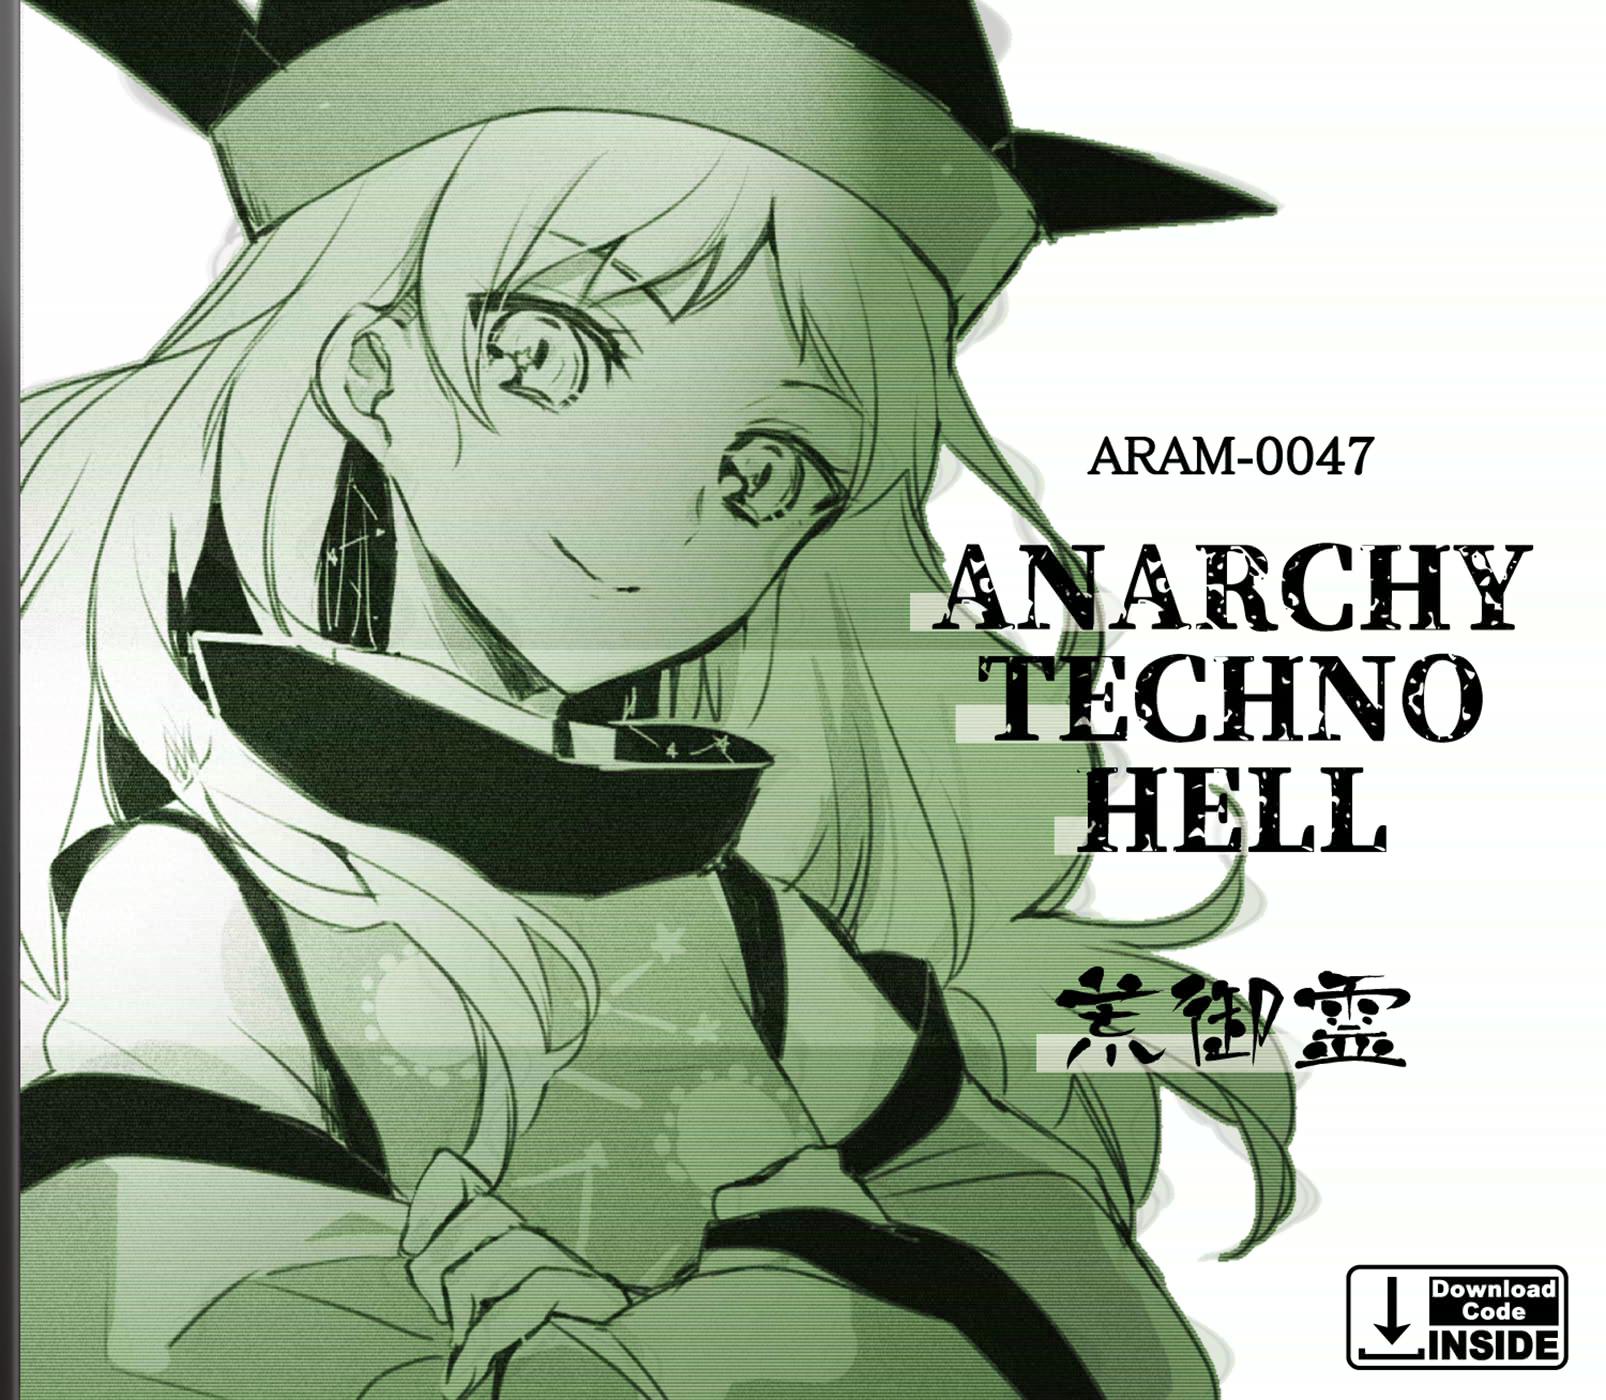 ARAM-0047
ANARCHY
TECHNO
HELL
荒御霊
Download
Code
INSIDE